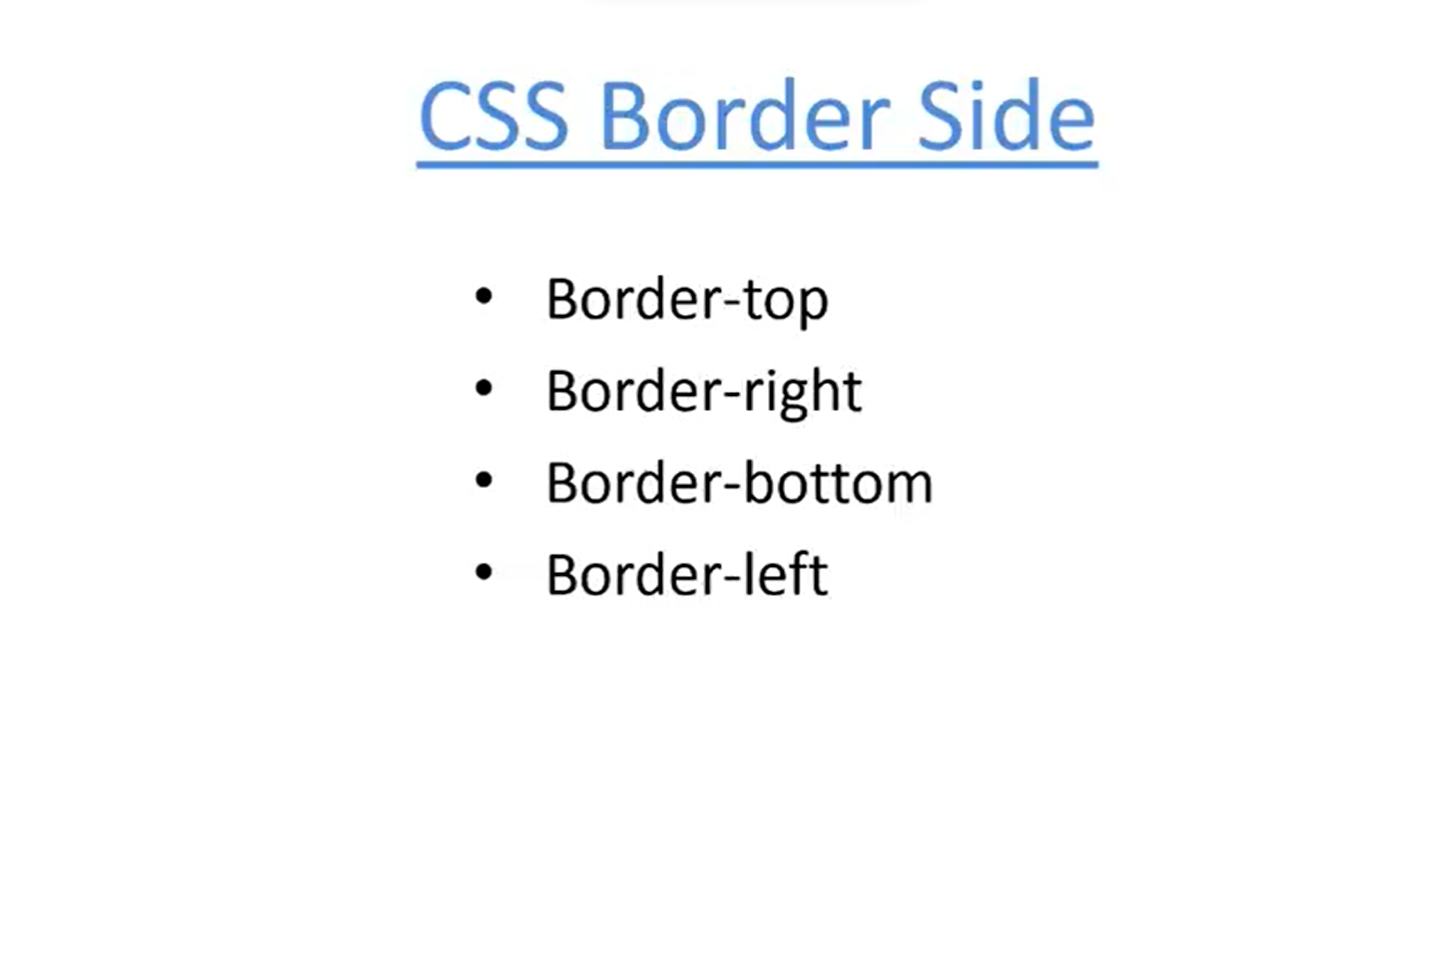 CSS Border Side
• Border-top
• Border-right
• Border-bottom
• Border-left